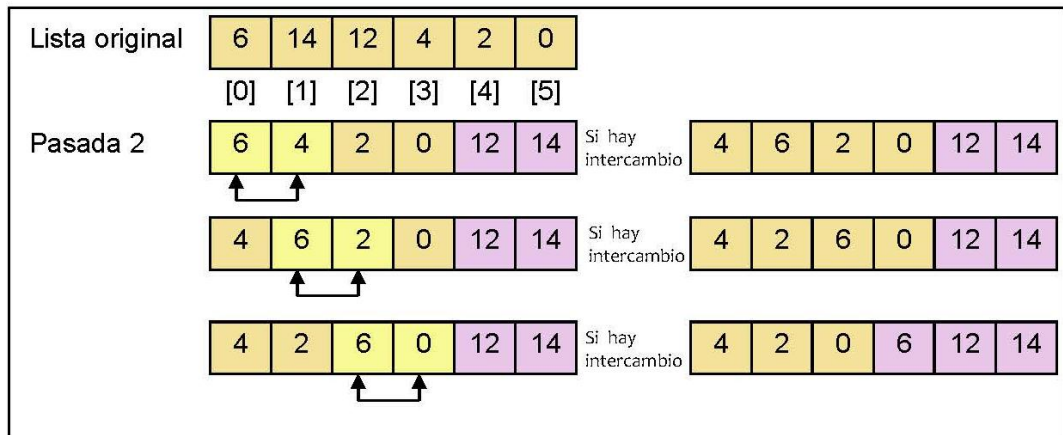 Lista original 6 14 12 4 2 0
[0] [1] [2] [3] [4] [5]
Pasada 2 6 4 2 0 12 14 Si hay intercambio 4 6 2 0 12 14
4 6 2 0 12 14 Si hay intercambio 4 2 6 0 12 14
4 2 6 0 12 14 Si hay intercambio 4 2 0 6 12 14